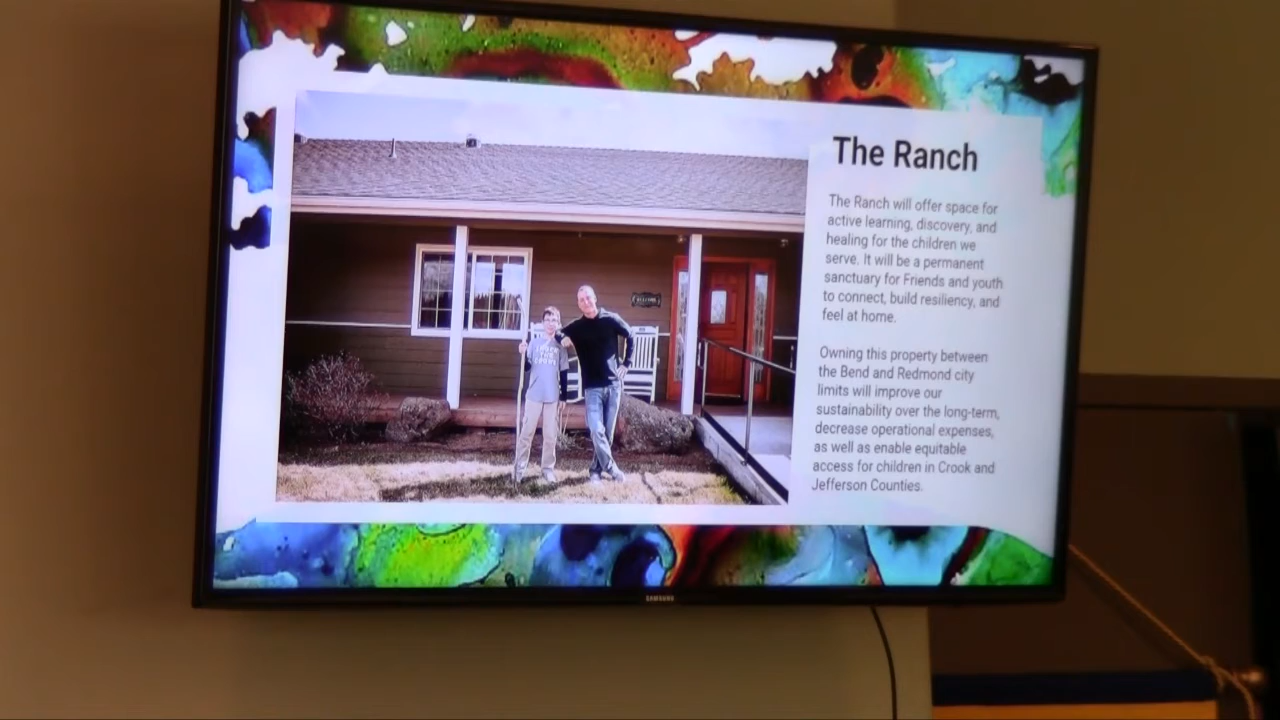 The Ranch
The Ranch will offer space for
active learning, discovery, and
healing for the children we
serve. It will be a permanent
sanctuary for Friends and youth
to connect, build resiliency, and
feel at home.
Owning this property between
the Bend and Redmond city
limits will improve our
sustainability over the long-term,
decrease operational expenses,
as well as enable equitable
access for children in Crook and
Jefferson Counties.
SAMSUNG